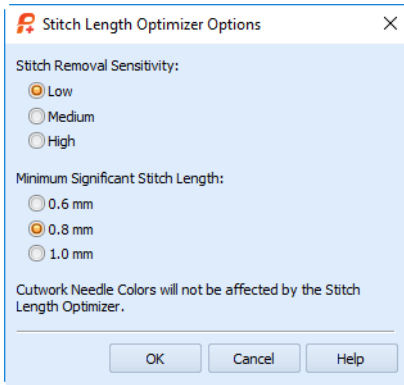 Stitch Length Optimizer Options
Stitch Removal Sensitivity:
Low
Medium
High
Minimum Significant Stitch Length:
0.6 mm
0.8 mm
1.0 mm
Cutwork Needle Colors will not be affected by the Stitch
Length Optimizer.
OK Cancel Help